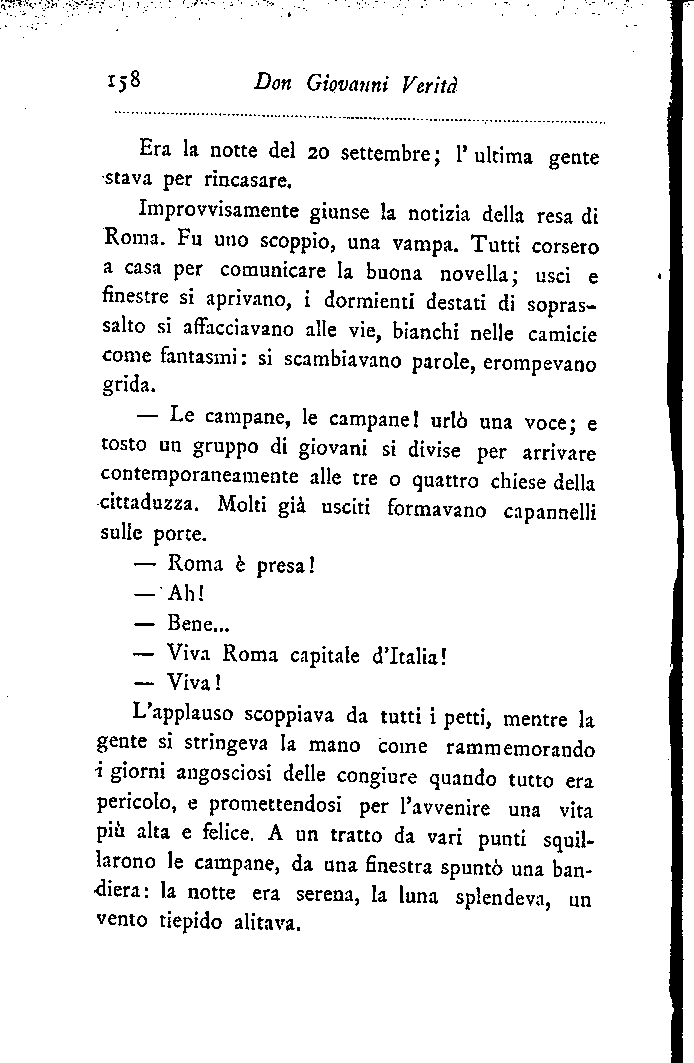 158 Don Giovanni Verità
Era la notte del 20 settembre; l'ultima gente
stava per rincasare.
Improvvisamente giunse la notizia della resa di
Roma. Fu uno scoppio, una vampa. Tutti corsero
a casa per comunicare la buona novella; usci e
finestre si aprivano, i dormienti destati di sopras-
salto si affacciavano alle vie, bianchi nelle camicie
come fantasmi: si scambiavano parole, erompevano
grida.
— Le campane, le campane! urlò una voce; e
tosto un gruppo di giovani si divise per arrivare
contemporaneamente alle tre o quattro chiese della
cittaduzza. Molti già usciti formavano capannelli
sulle porte.
— Roma è presa!
— Ah!
— Bene...
— Viva Roma capitale d'Italia!
— Viva!
L'applauso scoppiava da tutti i petti, mentre la
gente si stringeva la mano come rammemorando
i giorni angosciosi delle congiure quando tutto era
pericolo, e promettendosi per l'avvenire una vita
più alta e felice. A un tratto da vari punti squil-
larono le campane, da una finestra spuntò una ban-
diera: la notte era serena, la luna splendeva, un
vento tiepido alitava.